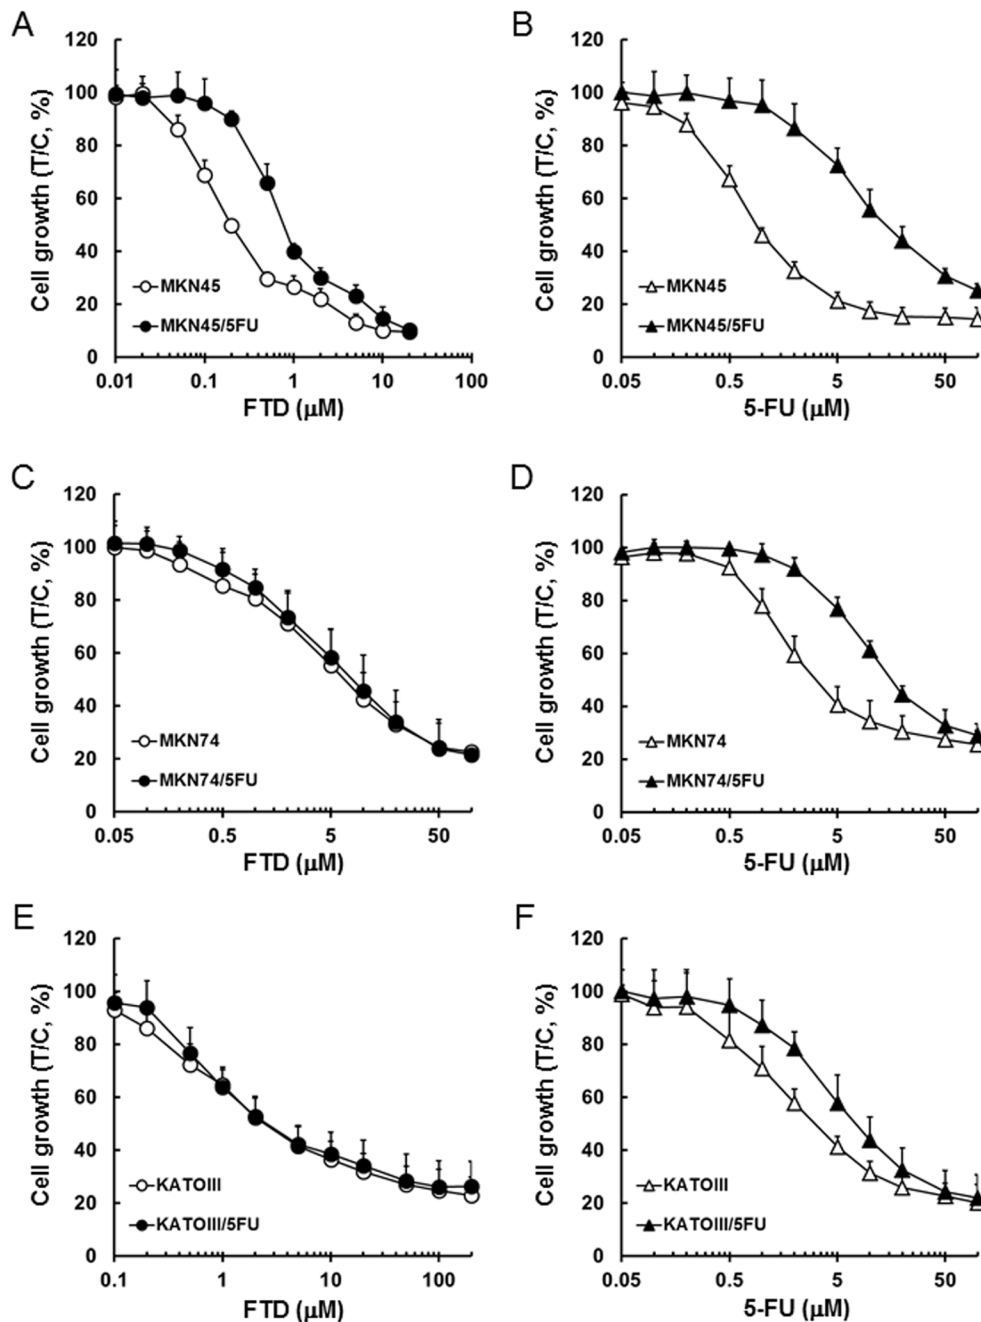 A
B
120
100
80
60
40
20
0
Cell growth (T/C, %)
MKN45
MKN45/5FU
0.01 0.1 1 10 100
FTD (μM)
120
100
80
60
40
20
0
Cell growth (T/C, %)
MKN45
MKN45/5FU
0.05 0.5 5 50
5-FU (μM)
C
D
120
100
80
60
40
20
0
Cell growth (T/C, %)
MKN74
MKN74/5FU
0.05 0.5 5 50
FTD (μM)
120
100
80
60
40
20
0
Cell growth (T/C, %)
MKN74
MKN74/5FU
0.05 0.5 5 50
5-FU (μM)
E
F
120
100
80
60
40
20
0
Cell growth (T/C, %)
KATOIII
KATOIII/5FU
0.1 1 10 100
FTD (μM)
120
100
80
60
40
20
0
Cell growth (T/C, %)
KATOIII
KATOIII/5FU
0.05 0.5 5 50
5-FU (μM)